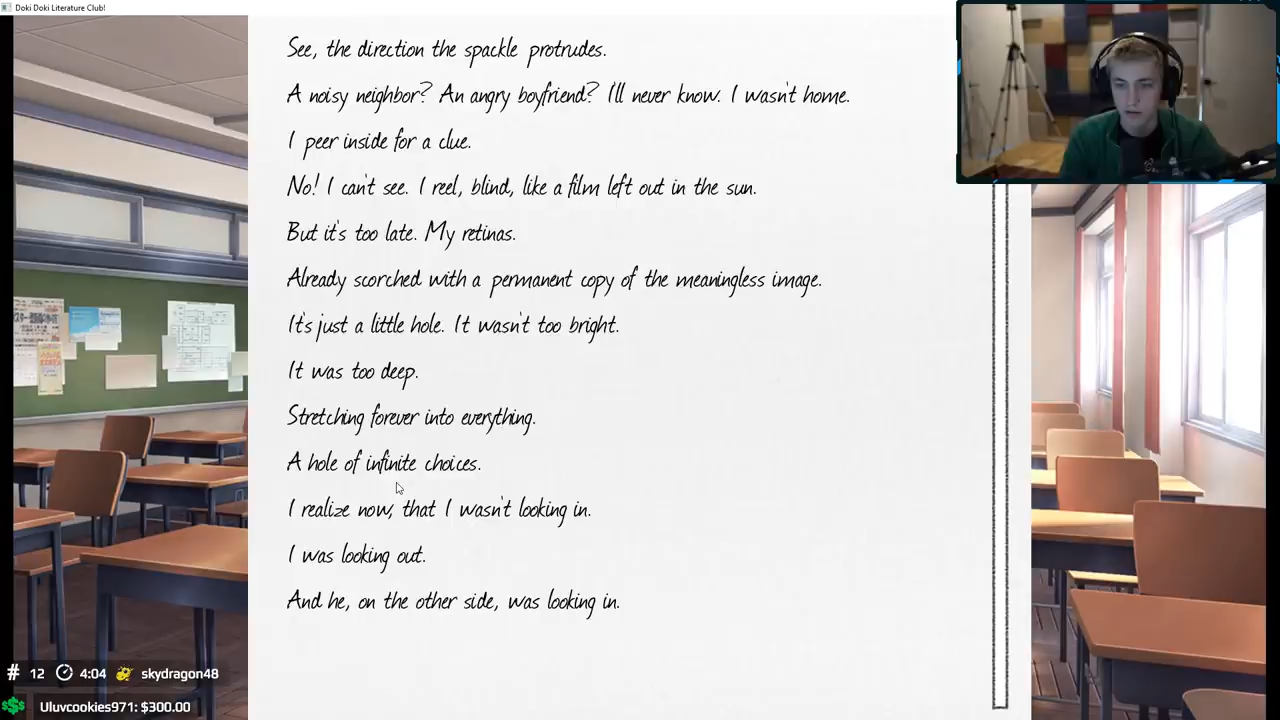 Doki Doki Literature Club!
See, the direction the spackle protrudes.
A noisy neighbor? An angry boyfriend? I'll never know. I wasn't home.
I peer inside for a clue.
No! I can't see. I reel, blind, like a film left out in the sun.
But it's too late. My retinas.
Already scorched with a permanent copy of the meaningless image.
It's just a little hole. It wasn't too bright.
It was too deep.
Stretching forever into everything.
A hole of infinite choices.
I realize now, that I wasn't looking in.
I was looking out.
And he, on the other side, was looking in.
# 12 4:04 skydragon48
Uluvcookies971: $300.00